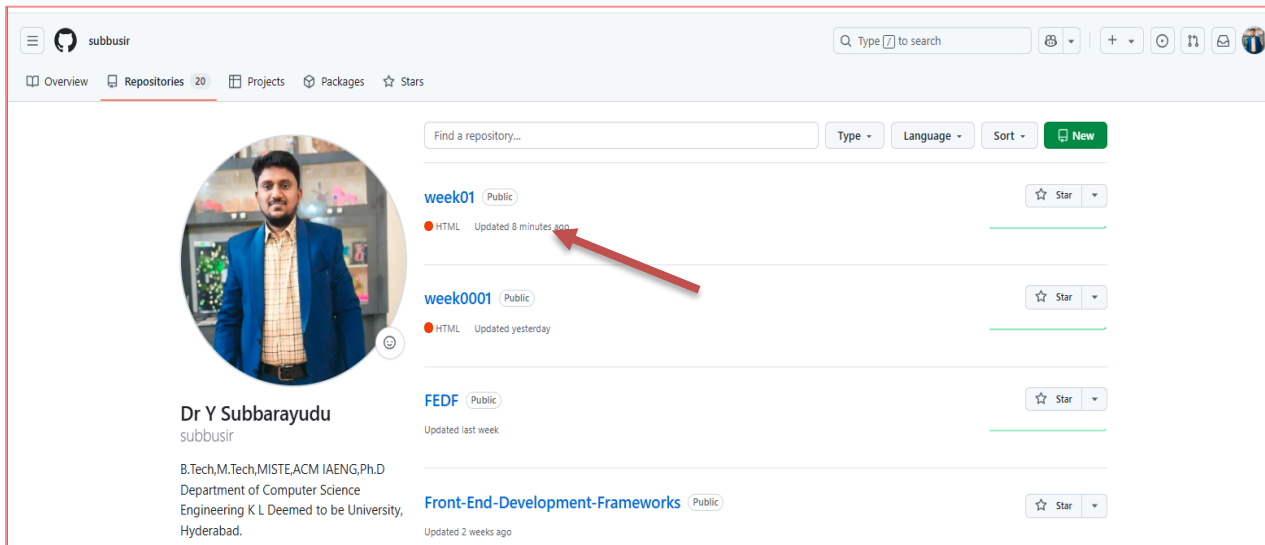 subbusir
Type / to search
Overview Repositories 20 Projects Packages Stars
Find a repository...
Type Language Sort New
week01 Public
Star
HTML Updated 8 minutes ago
week0001 Public
Star
HTML Updated yesterday
FEDF Public
Star
Updated last week
Front-End-Development-Frameworks Public
Star
Updated 2 weeks ago
Dr Y Subbarayudu
subbusir
B.Tech,M.Tech,MISTE,ACM IAENG,Ph.D
Department of Computer Science
Engineering K L Deemed to be University,
Hyderabad.